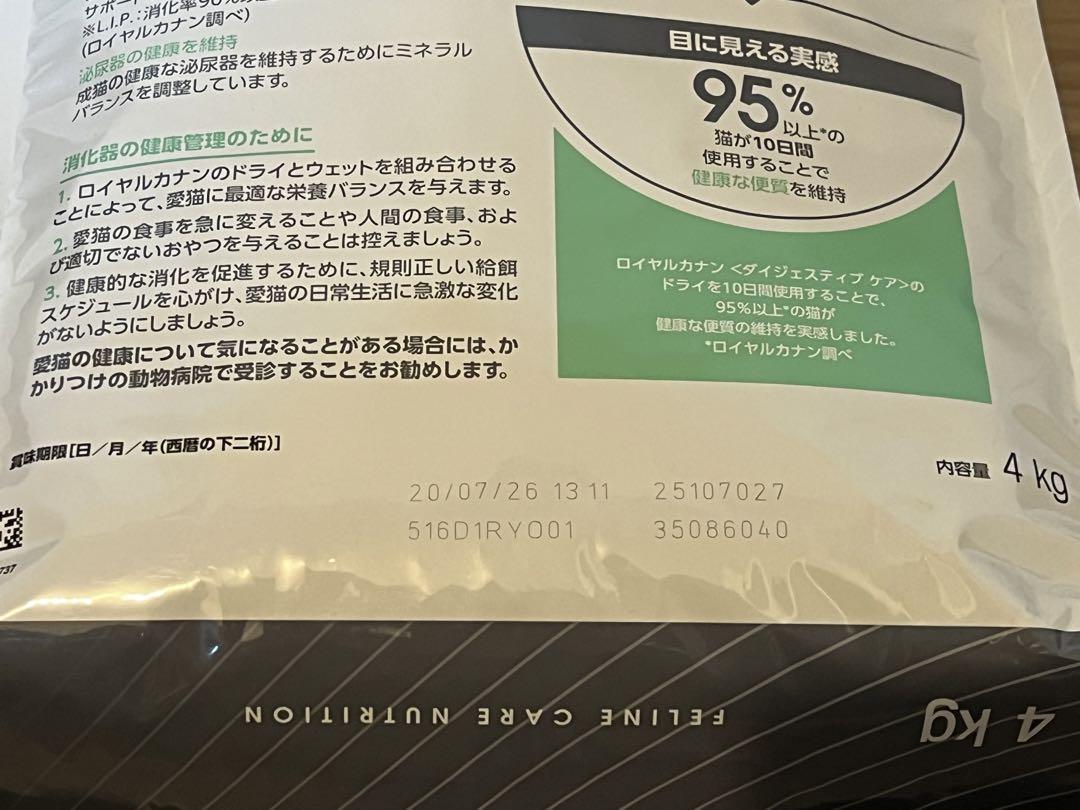 サポート
※L.I.P.：消化率90%以
(ロイヤルカナン調べ)
泌尿器の健康を維持
成猫の健康な泌尿器を維持するためにミネラル
バランスを調整しています。
消化器の健康管理のために
1. ロイヤルカナンのドライとウェットを組み合わせる
ことによって、愛猫に最適な栄養バランスを与えます。
2. 愛猫の食事を急に変えることや人間の食事、およ
び適切でないおやつを与えることは控えましょう。
3. 健康的な消化を促進するために、規則正しい給餌
スケジュールを心がけ、愛猫の日常生活に急激な変化
がないようにしましょう。
愛猫の健康について気になることがある場合には、か
かりつけの動物病院で受診することをお勧めします。
目に見える実感
95%
以上*の
猫が10日間
使用することで
健康な便質を維持
ロイヤルカナン <ダイジェスティブ ケア>の
ドライを10日間使用することで、
95%以上*の猫が
健康な便質の維持を実感しました。
*ロイヤルカナン調べ
賞味期限[日／月／年(西暦の下二桁)]
内容量 4 kg
20/07/26 13 11 25107027
516D1RYO01 35086040
737
FELINE CARE NUTRITION
4 kg